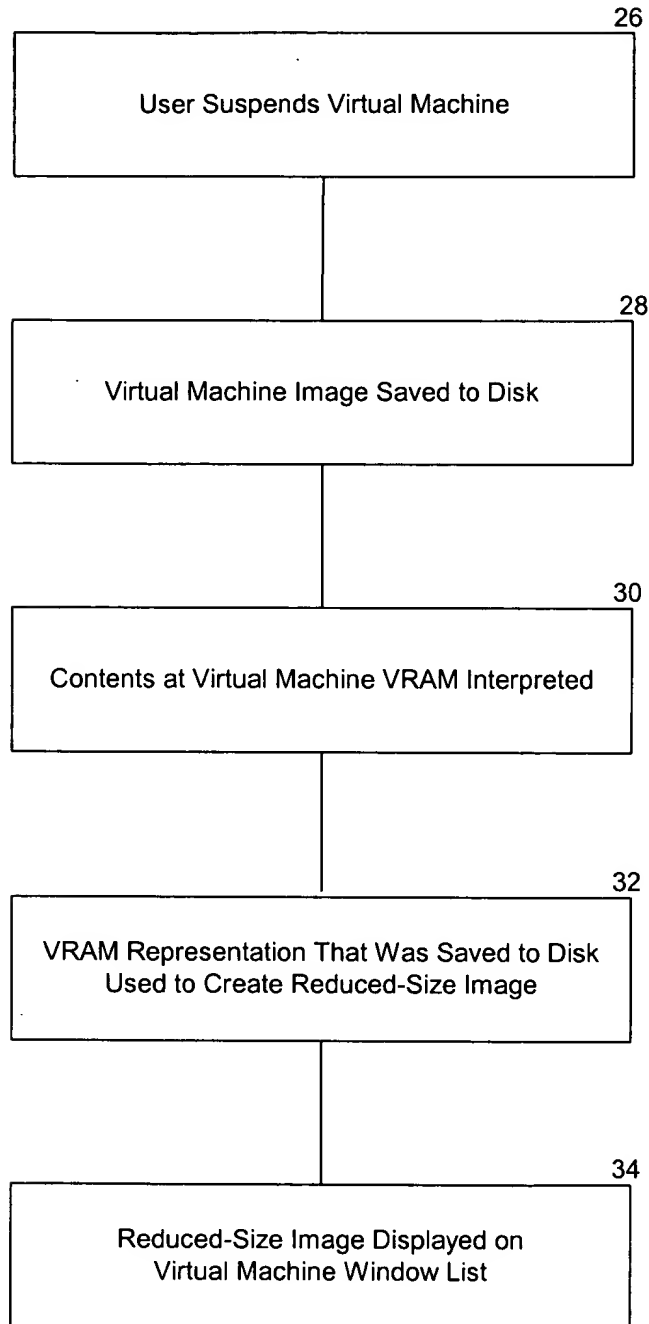 26
User Suspends Virtual Machine
28
Virtual Machine Image Saved to Disk
30
Contents at Virtual Machine VRAM Interpreted
32
VRAM Representation That Was Saved to Disk
Used to Create Reduced-Size Image
34
Reduced-Size Image Displayed on
Virtual Machine Window List